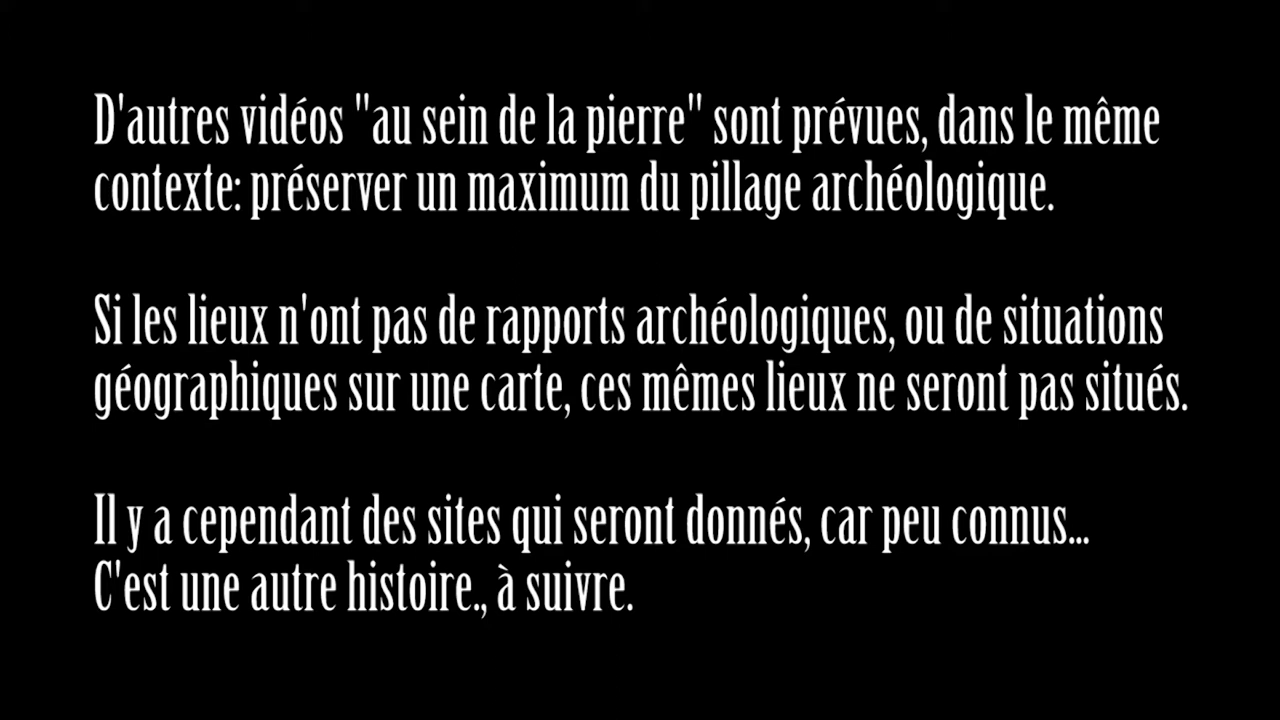 D'autres vidéos "au sein de la pierre" sont prévues, dans le même
contexte: préserver un maximum du pillage archéologique.
Si les lieux n'ont pas de rapports archéologiques, ou de situations
géographiques sur une carte, ces mêmes lieux ne seront pas situés.
Il y a cependant des sites qui seront donnés, car peu connus...
C'est une autre histoire., à suivre.